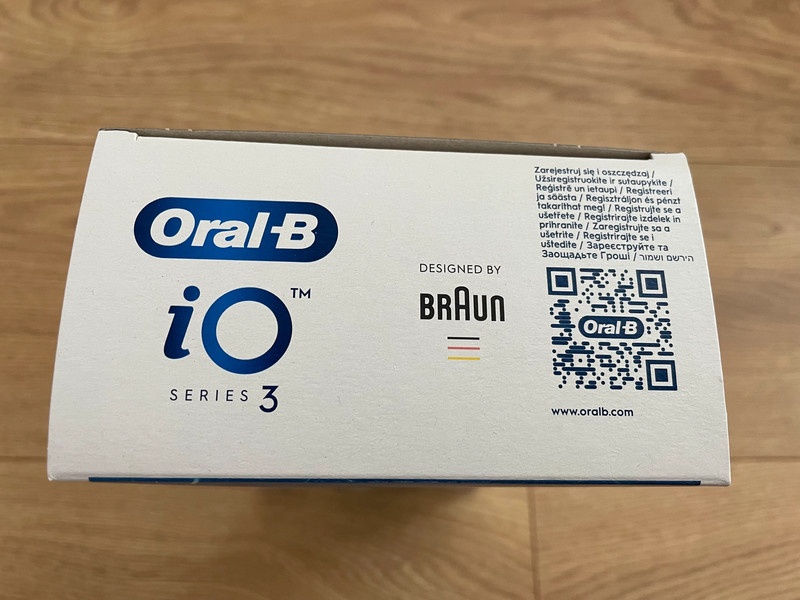 Oral-B
iO™
SERIES 3
DESIGNED BY
BRAUN
Zarejestruj się i oszczędzaj /
Užsiregistruokite ir sutaupykite /
Reģistrē un ietaupi / Registreeri
ja säästa / Regisztráljon és pénzt
takaríthat meg! / Registrujte se a
ušetřete / Registrirajte izdelek in
prihranite / Zaregistrujte sa a
ušetrite / Registrirajte se i
uštedite / Зареєструйте та
Заощадьте Гроші / הירשם ושמור
Oral-B
www.oralb.com